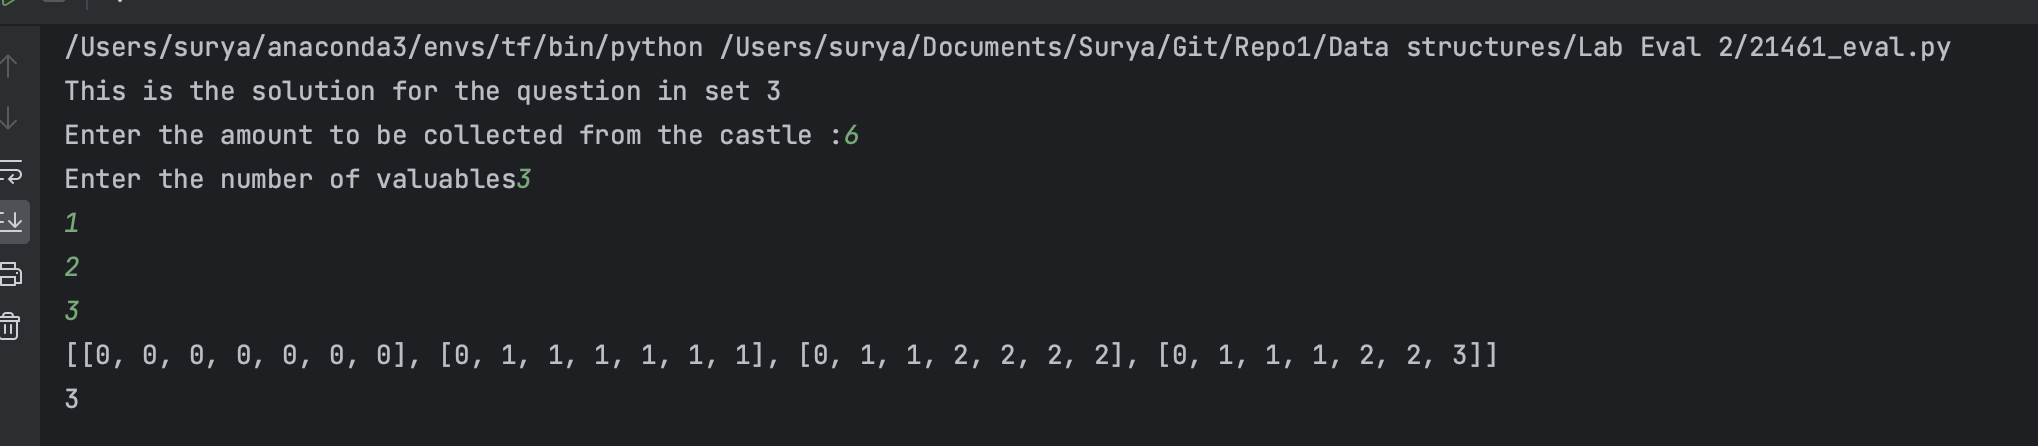 /Users/surya/anaconda3/envs/tf/bin/python /Users/surya/Documents/Surya/Git/Repo1/Data structures/Lab Eval 2/21461_eval.py
This is the solution for the question in set 3
Enter the amount to be collected from the castle :6
Enter the number of valuables3
1
2
3
[[0, 0, 0, 0, 0, 0, 0], [0, 1, 1, 1, 1, 1, 1], [0, 1, 1, 2, 2, 2, 2], [0, 1, 1, 1, 2, 2, 3]]
3